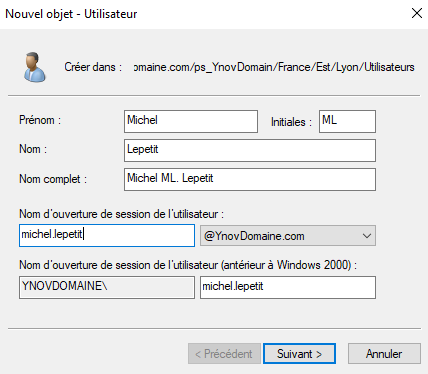 Nouvel objet - Utilisateur
Créer dans : omaine.com/ps_YnovDomain/France/Est/Lyon/Utilisateurs
Prénom : Michel Initiales : ML
Nom : Lepetit
Nom complet : Michel ML. Lepetit
Nom d'ouverture de session de l'utilisateur :
michel.lepetit @YnovDomaine.com
Nom d'ouverture de session de l'utilisateur (antérieur à Windows 2000) :
YNOVDOMAINE\ michel.lepetit
< Précédent Suivant > Annuler